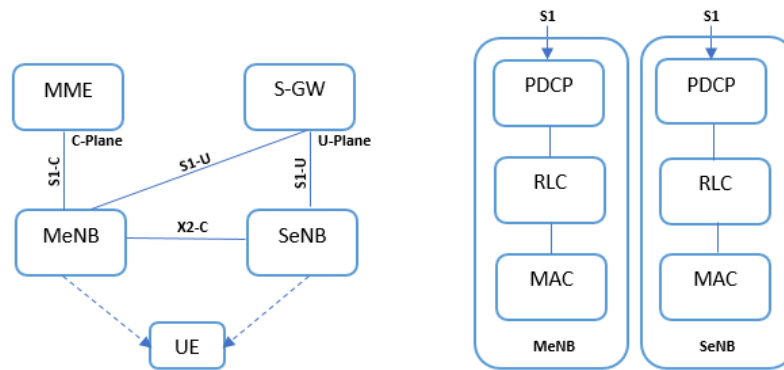 MME
S-GW
C-Plane
U-Plane
S1-C
S1-U
S1-U
MeNB
X2-C
SeNB
UE
S1
PDCP
RLC
MAC
MeNB
S1
PDCP
RLC
MAC
SeNB